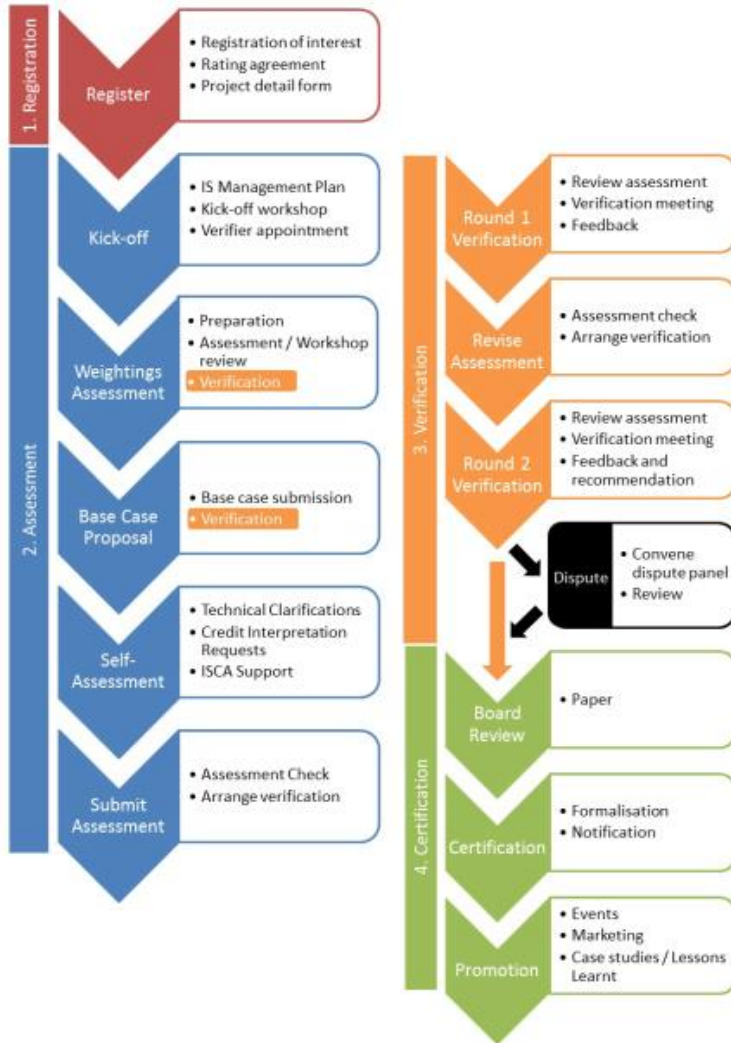 1. Registration
Register
• Registration of interest
• Rating agreement
• Project detail form
2. Assessment
Kick-off
• IS Management Plan
• Kick-off workshop
• Verifier appointment
Weightings
Assessment
• Preparation
• Assessment / Workshop
review
• Verification
Base Case
Proposal
• Base case submission
• Verification
Self-
Assessment
• Technical Clarifications
• Credit Interpretation
Requests
• ISCA Support
Submit
Assessment
• Assessment Check
• Arrange verification
3. Verification
Round 1
Verification
• Review assessment
• Verification meeting
• Feedback
Revise
Assessment
• Assessment check
• Arrange verification
Round 2
Verification
• Review assessment
• Verification meeting
• Feedback and
recommendation
Dispute
• Convene
dispute panel
• Review
4. Certification
Board
Review
• Paper
Certification
• Formalisation
• Notification
Promotion
• Events
• Marketing
• Case studies / Lessons
Learnt